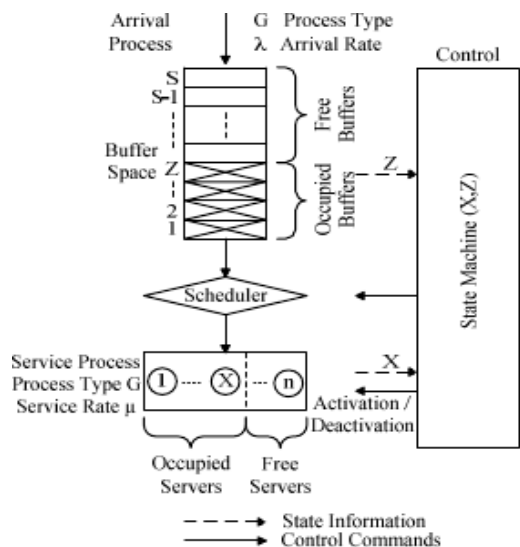 Arrival
Process
G Process Type
λ Arrival Rate
Control
S
S-1
Buffer
Space
Z
2
1
Free
Buffers
Occupied
Buffers
Z
State Machine (X,Z)
Scheduler
Service Process
Process Type G
Service Rate μ
1
X
n
X
Activation /
Deactivation
Occupied
Servers
Free
Servers
State Information
Control Commands